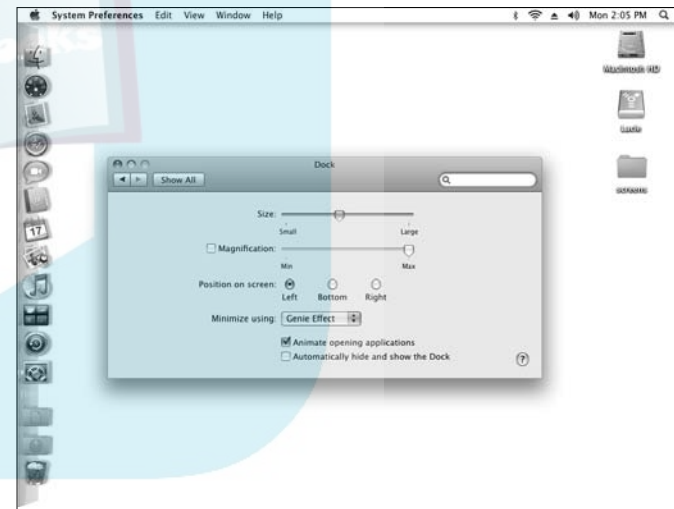 System Preferences Edit View Window Help Mon 2:05 PM
Macintosh HD
Lucie
screens
Dock
Show All
Size:
Small Large
Magnification:
Min Max
Position on screen:
Left Bottom Right
Minimize using: Genie Effect
Animate opening applications
Automatically hide and show the Dock
?
17